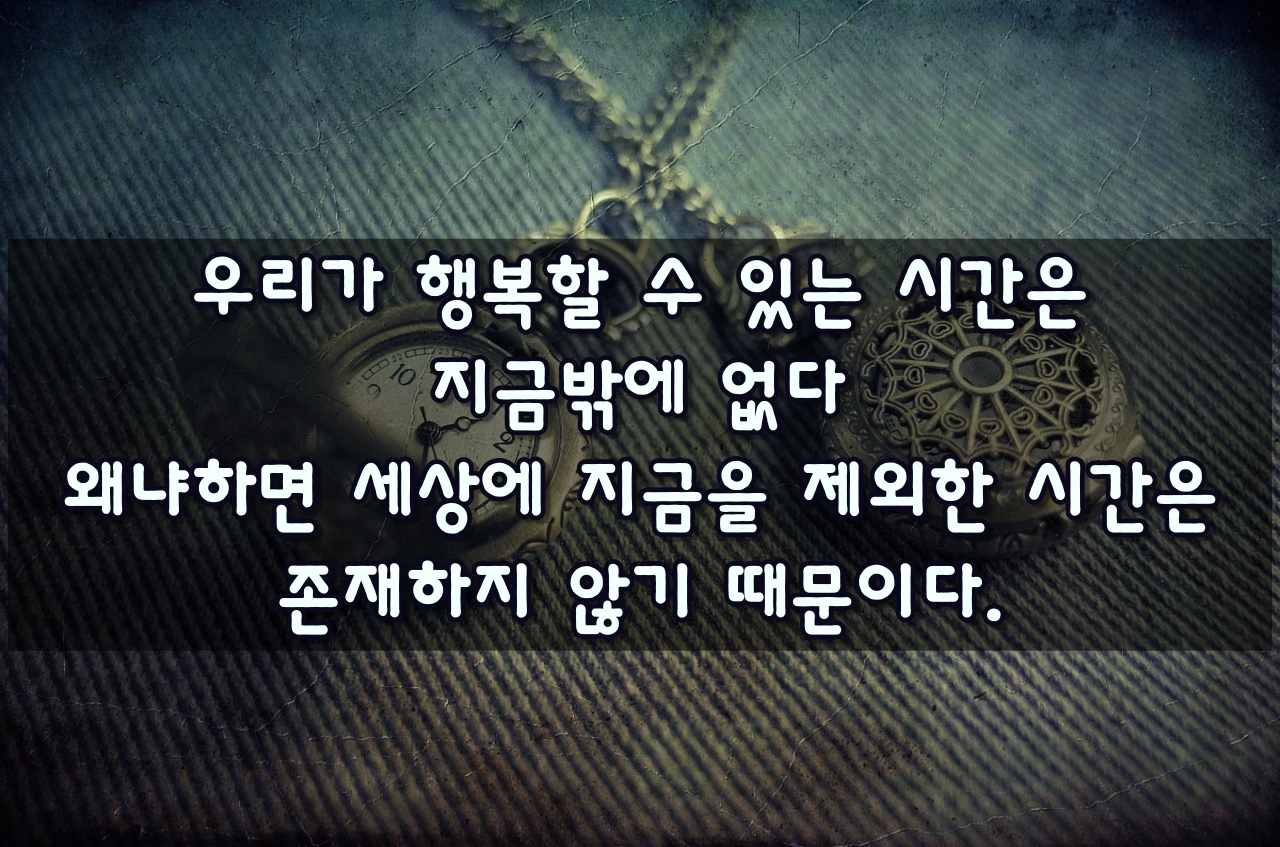 우리가 행복할 수 있는 시간은
지금밖에 없다
왜냐하면 세상에 지금을 제외한 시간은
존재하지 않기 때문이다.